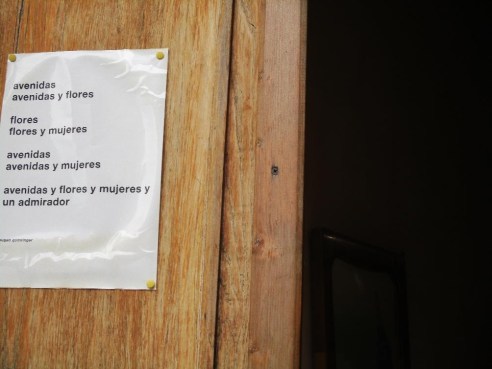 avenidas
avenidas y flores
flores
flores y mujeres
avenidas
avenidas y mujeres
avenidas y flores y mujeres y
un admirador